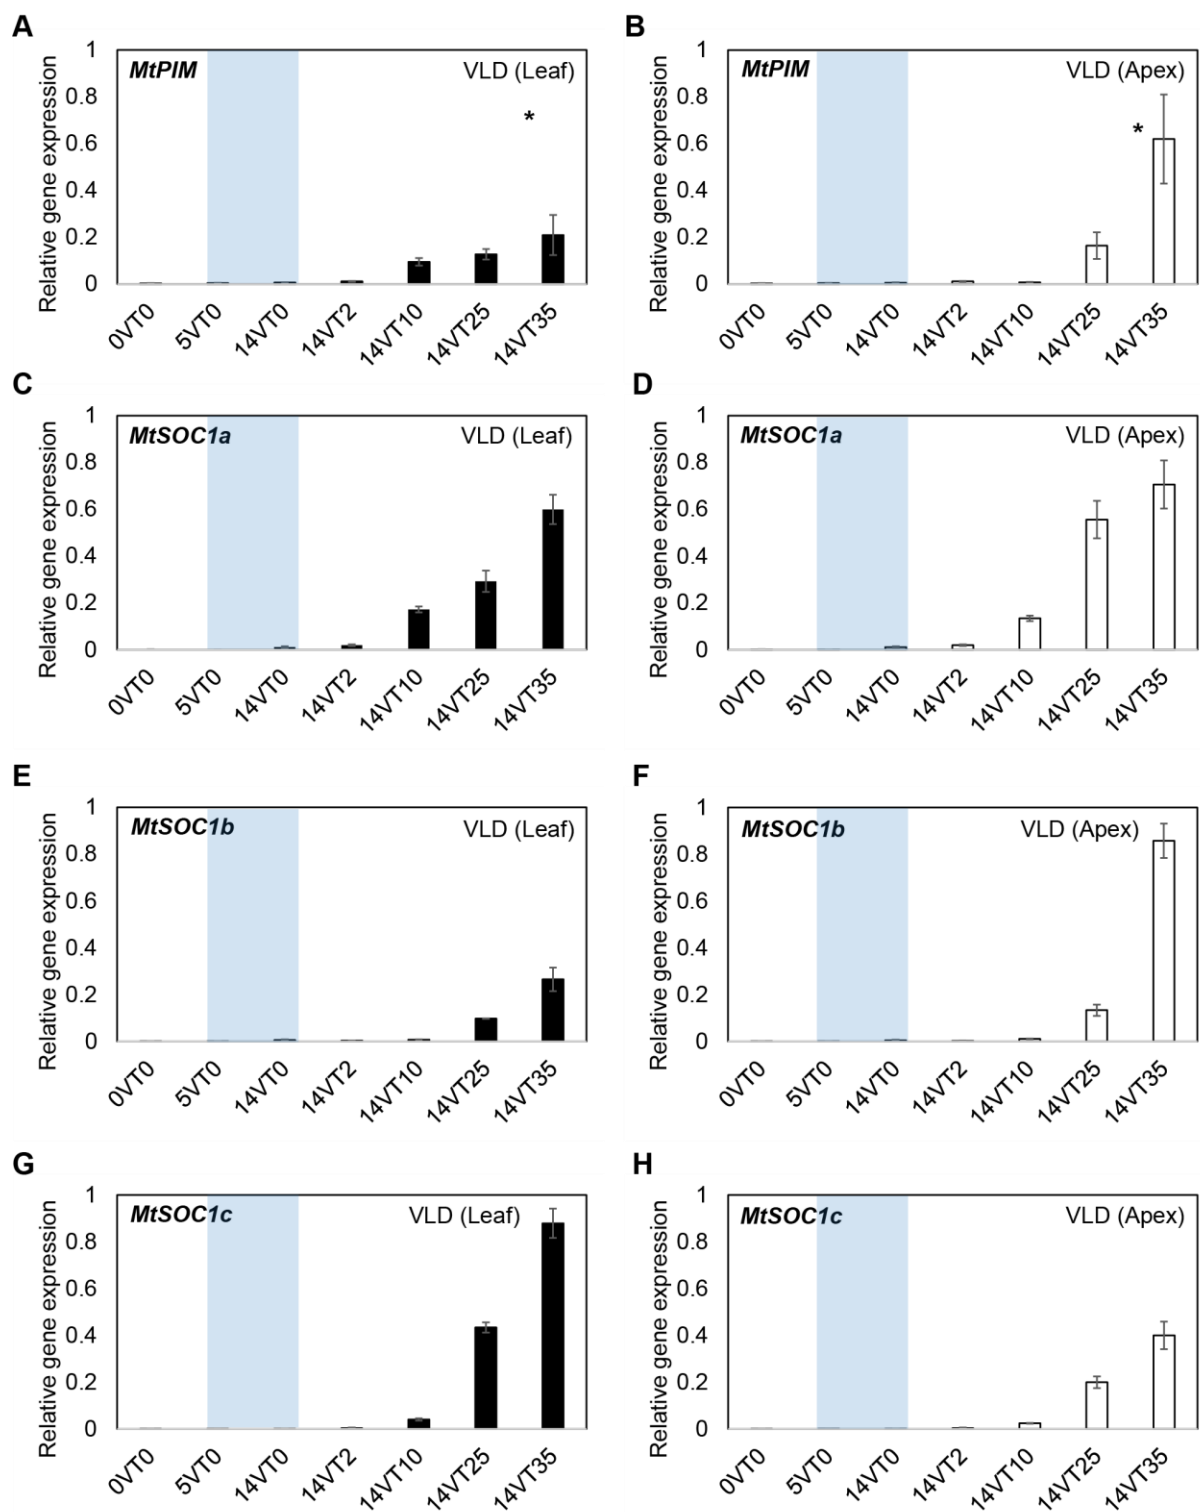 A
MtPIM
VLD (Leaf)
*
Relative gene expression
1
0.8
0.6
0.4
0.2
0
0VT0
5VT0
14VT0
14VT2
14VT10
14VT25
14VT35
B
MtPIM
VLD (Apex)
*
Relative gene expression
1
0.8
0.6
0.4
0.2
0
0VT0
5VT0
14VT0
14VT2
14VT10
14VT25
14VT35
C
MtSOC1a
VLD (Leaf)
Relative gene expression
1
0.8
0.6
0.4
0.2
0
0VT0
5VT0
14VT0
14VT2
14VT10
14VT25
14VT35
D
MtSOC1a
VLD (Apex)
Relative gene expression
1
0.8
0.6
0.4
0.2
0
0VT0
5VT0
14VT0
14VT2
14VT10
14VT25
14VT35
E
MtSOC1b
VLD (Leaf)
Relative gene expression
1
0.8
0.6
0.4
0.2
0
0VT0
5VT0
14VT0
14VT2
14VT10
14VT25
14VT35
F
MtSOC1b
VLD (Apex)
Relative gene expression
1
0.8
0.6
0.4
0.2
0
0VT0
5VT0
14VT0
14VT2
14VT10
14VT25
14VT35
G
MtSOC1c
VLD (Leaf)
Relative gene expression
1
0.8
0.6
0.4
0.2
0
0VT0
5VT0
14VT0
14VT2
14VT10
14VT25
14VT35
H
MtSOC1c
VLD (Apex)
Relative gene expression
1
0.8
0.6
0.4
0.2
0
0VT0
5VT0
14VT0
14VT2
14VT10
14VT25
14VT35